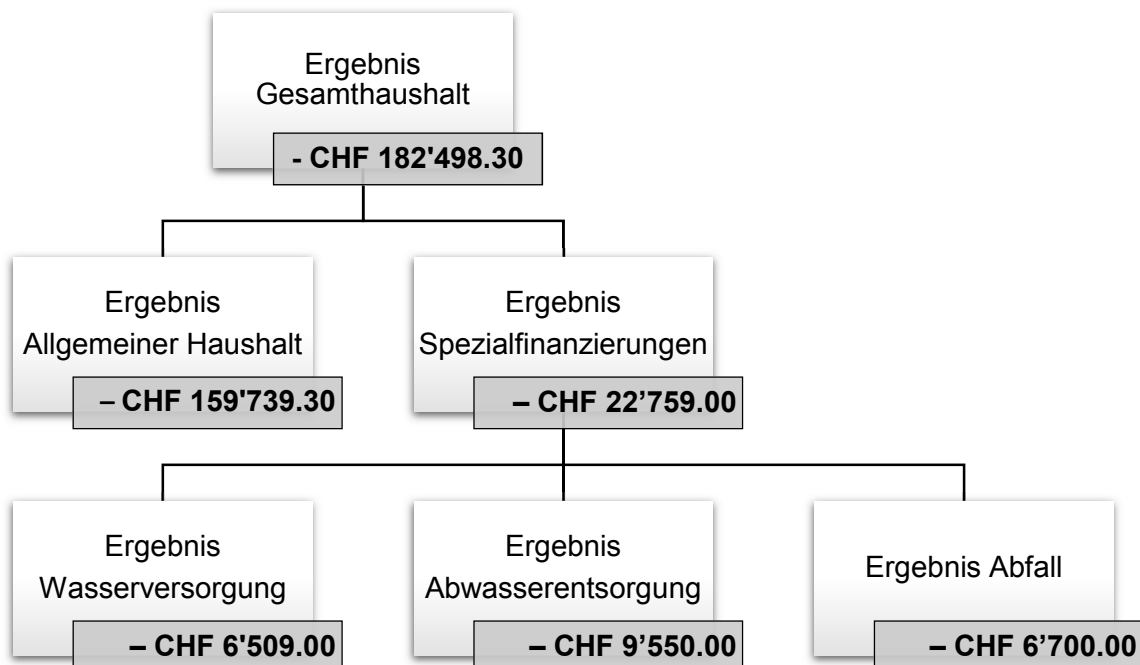 Ergebnis
Gesamthaushalt
- CHF 182'498.30
Ergebnis
Allgemeiner Haushalt
– CHF 159'739.30
Ergebnis
Spezialfinanzierungen
– CHF 22’759.00
Ergebnis
Wasserversorgung
– CHF 6'509.00
Ergebnis
Abwasserentsorgung
– CHF 9’550.00
Ergebnis Abfall
– CHF 6’700.00